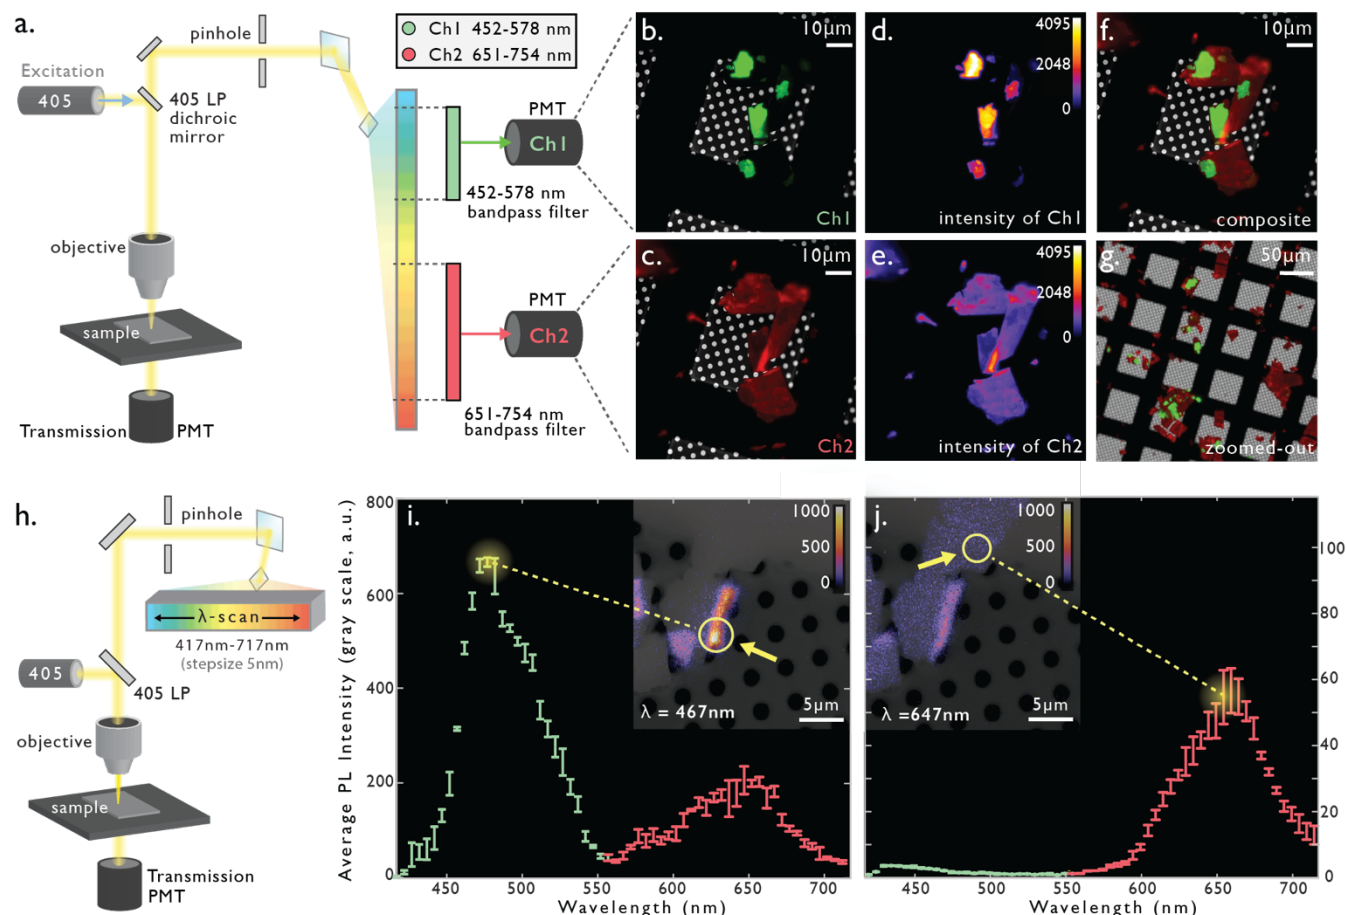 a.
Excitation
405
405 LP
dichroic
mirror
pinhole
objective
sample
Transmission
PMT
Ch1 452-578 nm
Ch2 651-754 nm
PMT
Ch1
452-578 nm
bandpass filter
PMT
Ch2
651-754 nm
bandpass filter
b.
10μm
Ch1
d.
4095
2048
0
intensity of Ch1
f.
10μm
composite
c.
10μm
Ch2
e.
4095
2048
0
intensity of Ch2
g.
50μm
zoomed-out
h.
pinhole
λ-scan
417nm-717nm
(stepsize 5nm)
405
405 LP
objective
sample
Transmission
PMT
Average PL Intensity (gray scale, a.u.)
800
600
400
200
0
i.
1000
500
0
λ = 467nm
5μm
450
500
550
600
650
700
Wavelength (nm)
j.
1000
500
0
λ =647nm
5μm
100
80
60
40
20
0
450
500
550
600
650
700
Wavelength (nm)